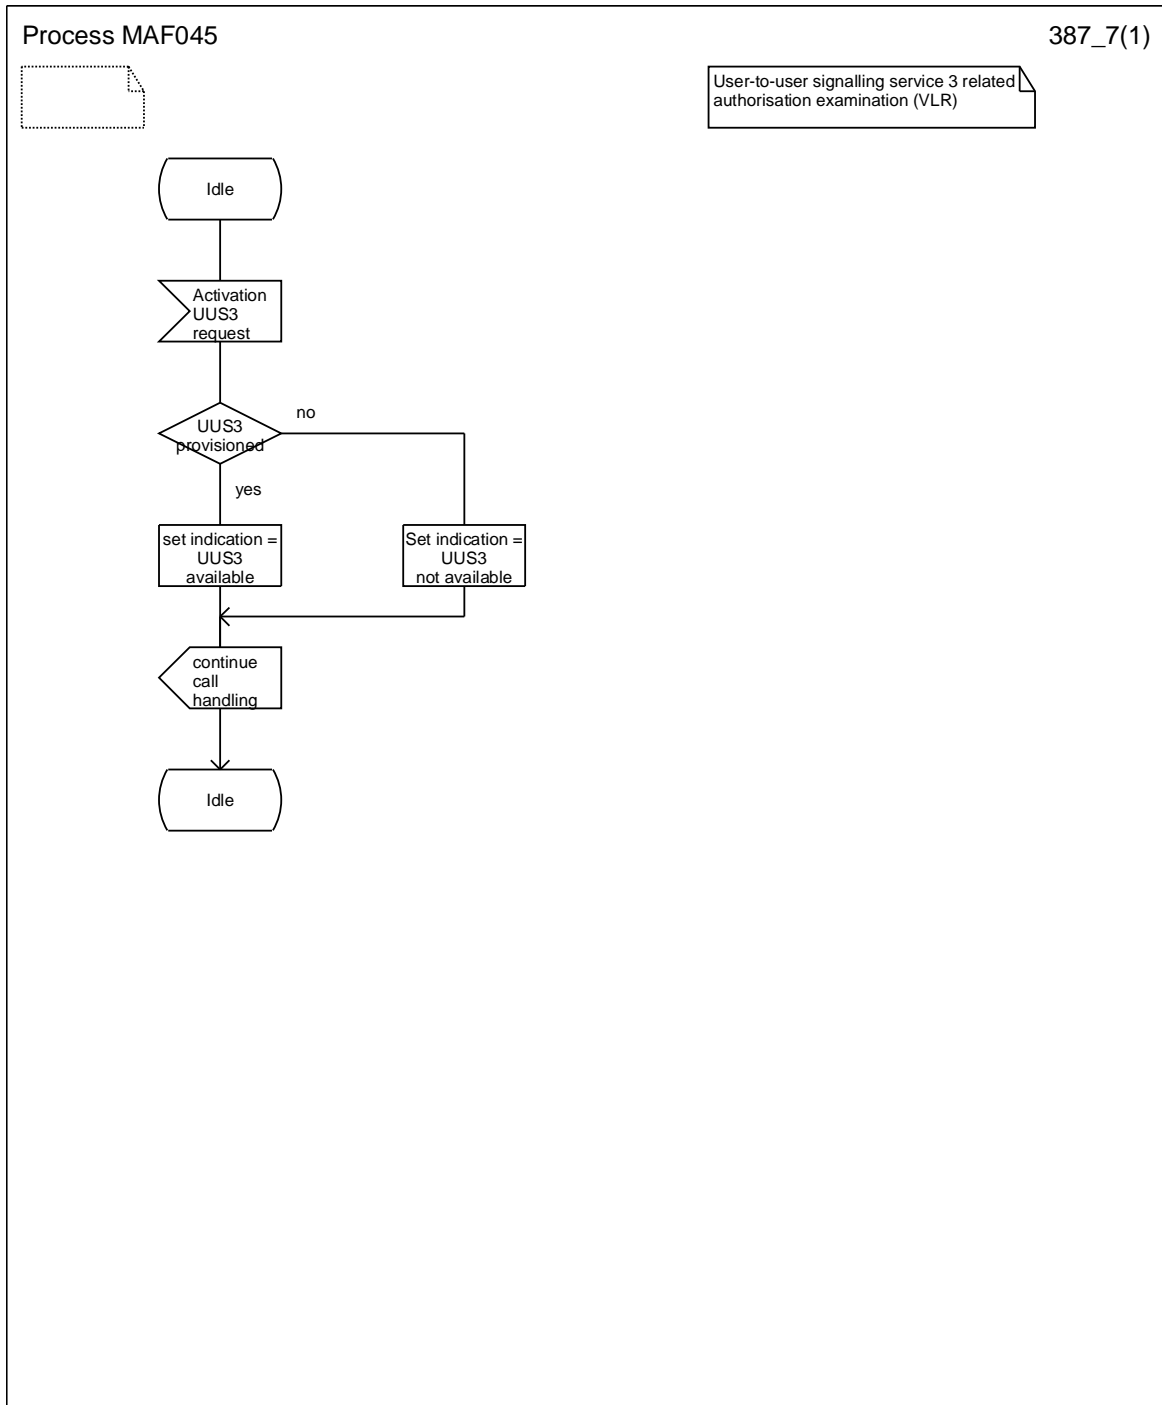 Process MAF045
387_7(1)
User-to-user signalling service 3 related
authorisation examination (VLR)
Idle
Activation
UUS3
request
UUS3
provisioned
no
yes
set indication =
UUS3
available
Set indication =
UUS3
not available
continue
call
handling
Idle